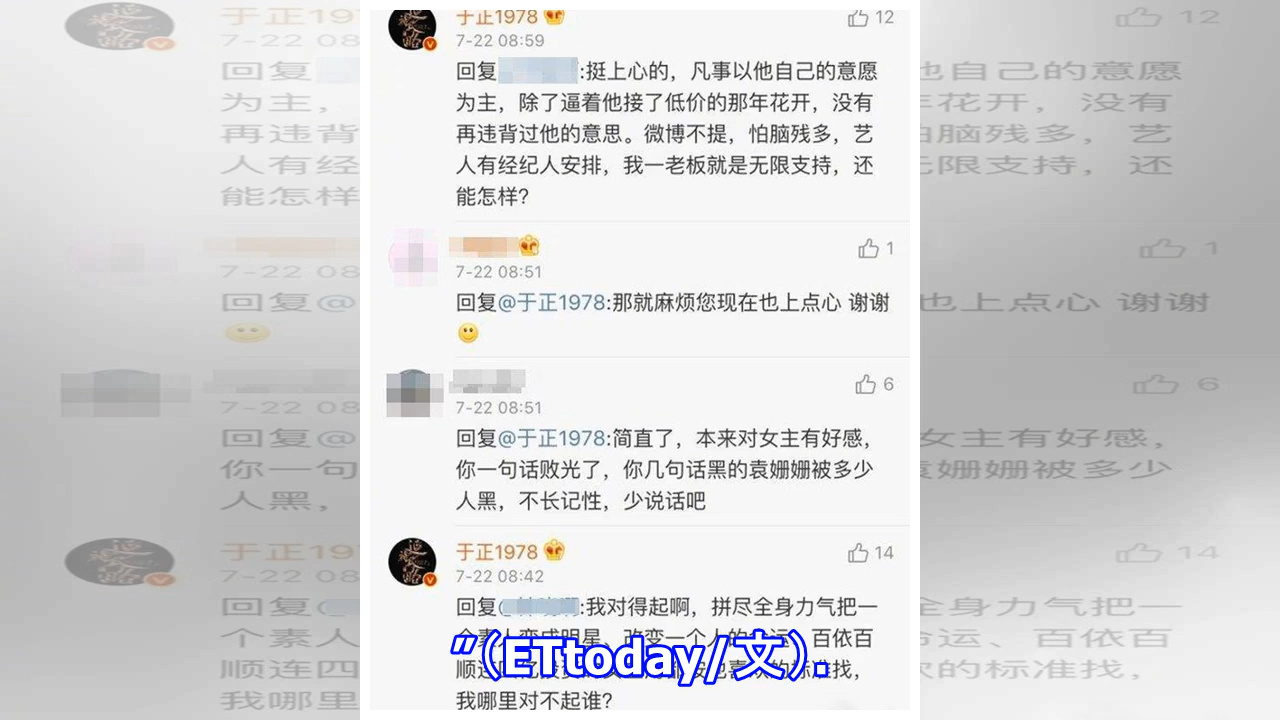 于正1978
12
7-22 08:59
回复 :挺上心的，凡事以他自己的意愿
为主，除了逼着他接了低价的那年花开，没有
再违背过他的意思。微博不提，怕脑残多，艺
人有经纪人安排，我一老板就是无限支持，还
能怎样？
1
7-22 08:51
回复@于正1978:那就麻烦您现在也上点心 谢谢
6
7-22 08:51
回复@于正1978:简直了，本来对女主有好感，
你一句话败光了，你几句话黑的袁姗姗被多少
人黑，不长记性，少说话吧
于正1978
14
7-22 08:42
回复 :我对得起啊，拼尽全身力气把一
百依百
"（ETtoday/文）.
找，
我哪里对不起谁?